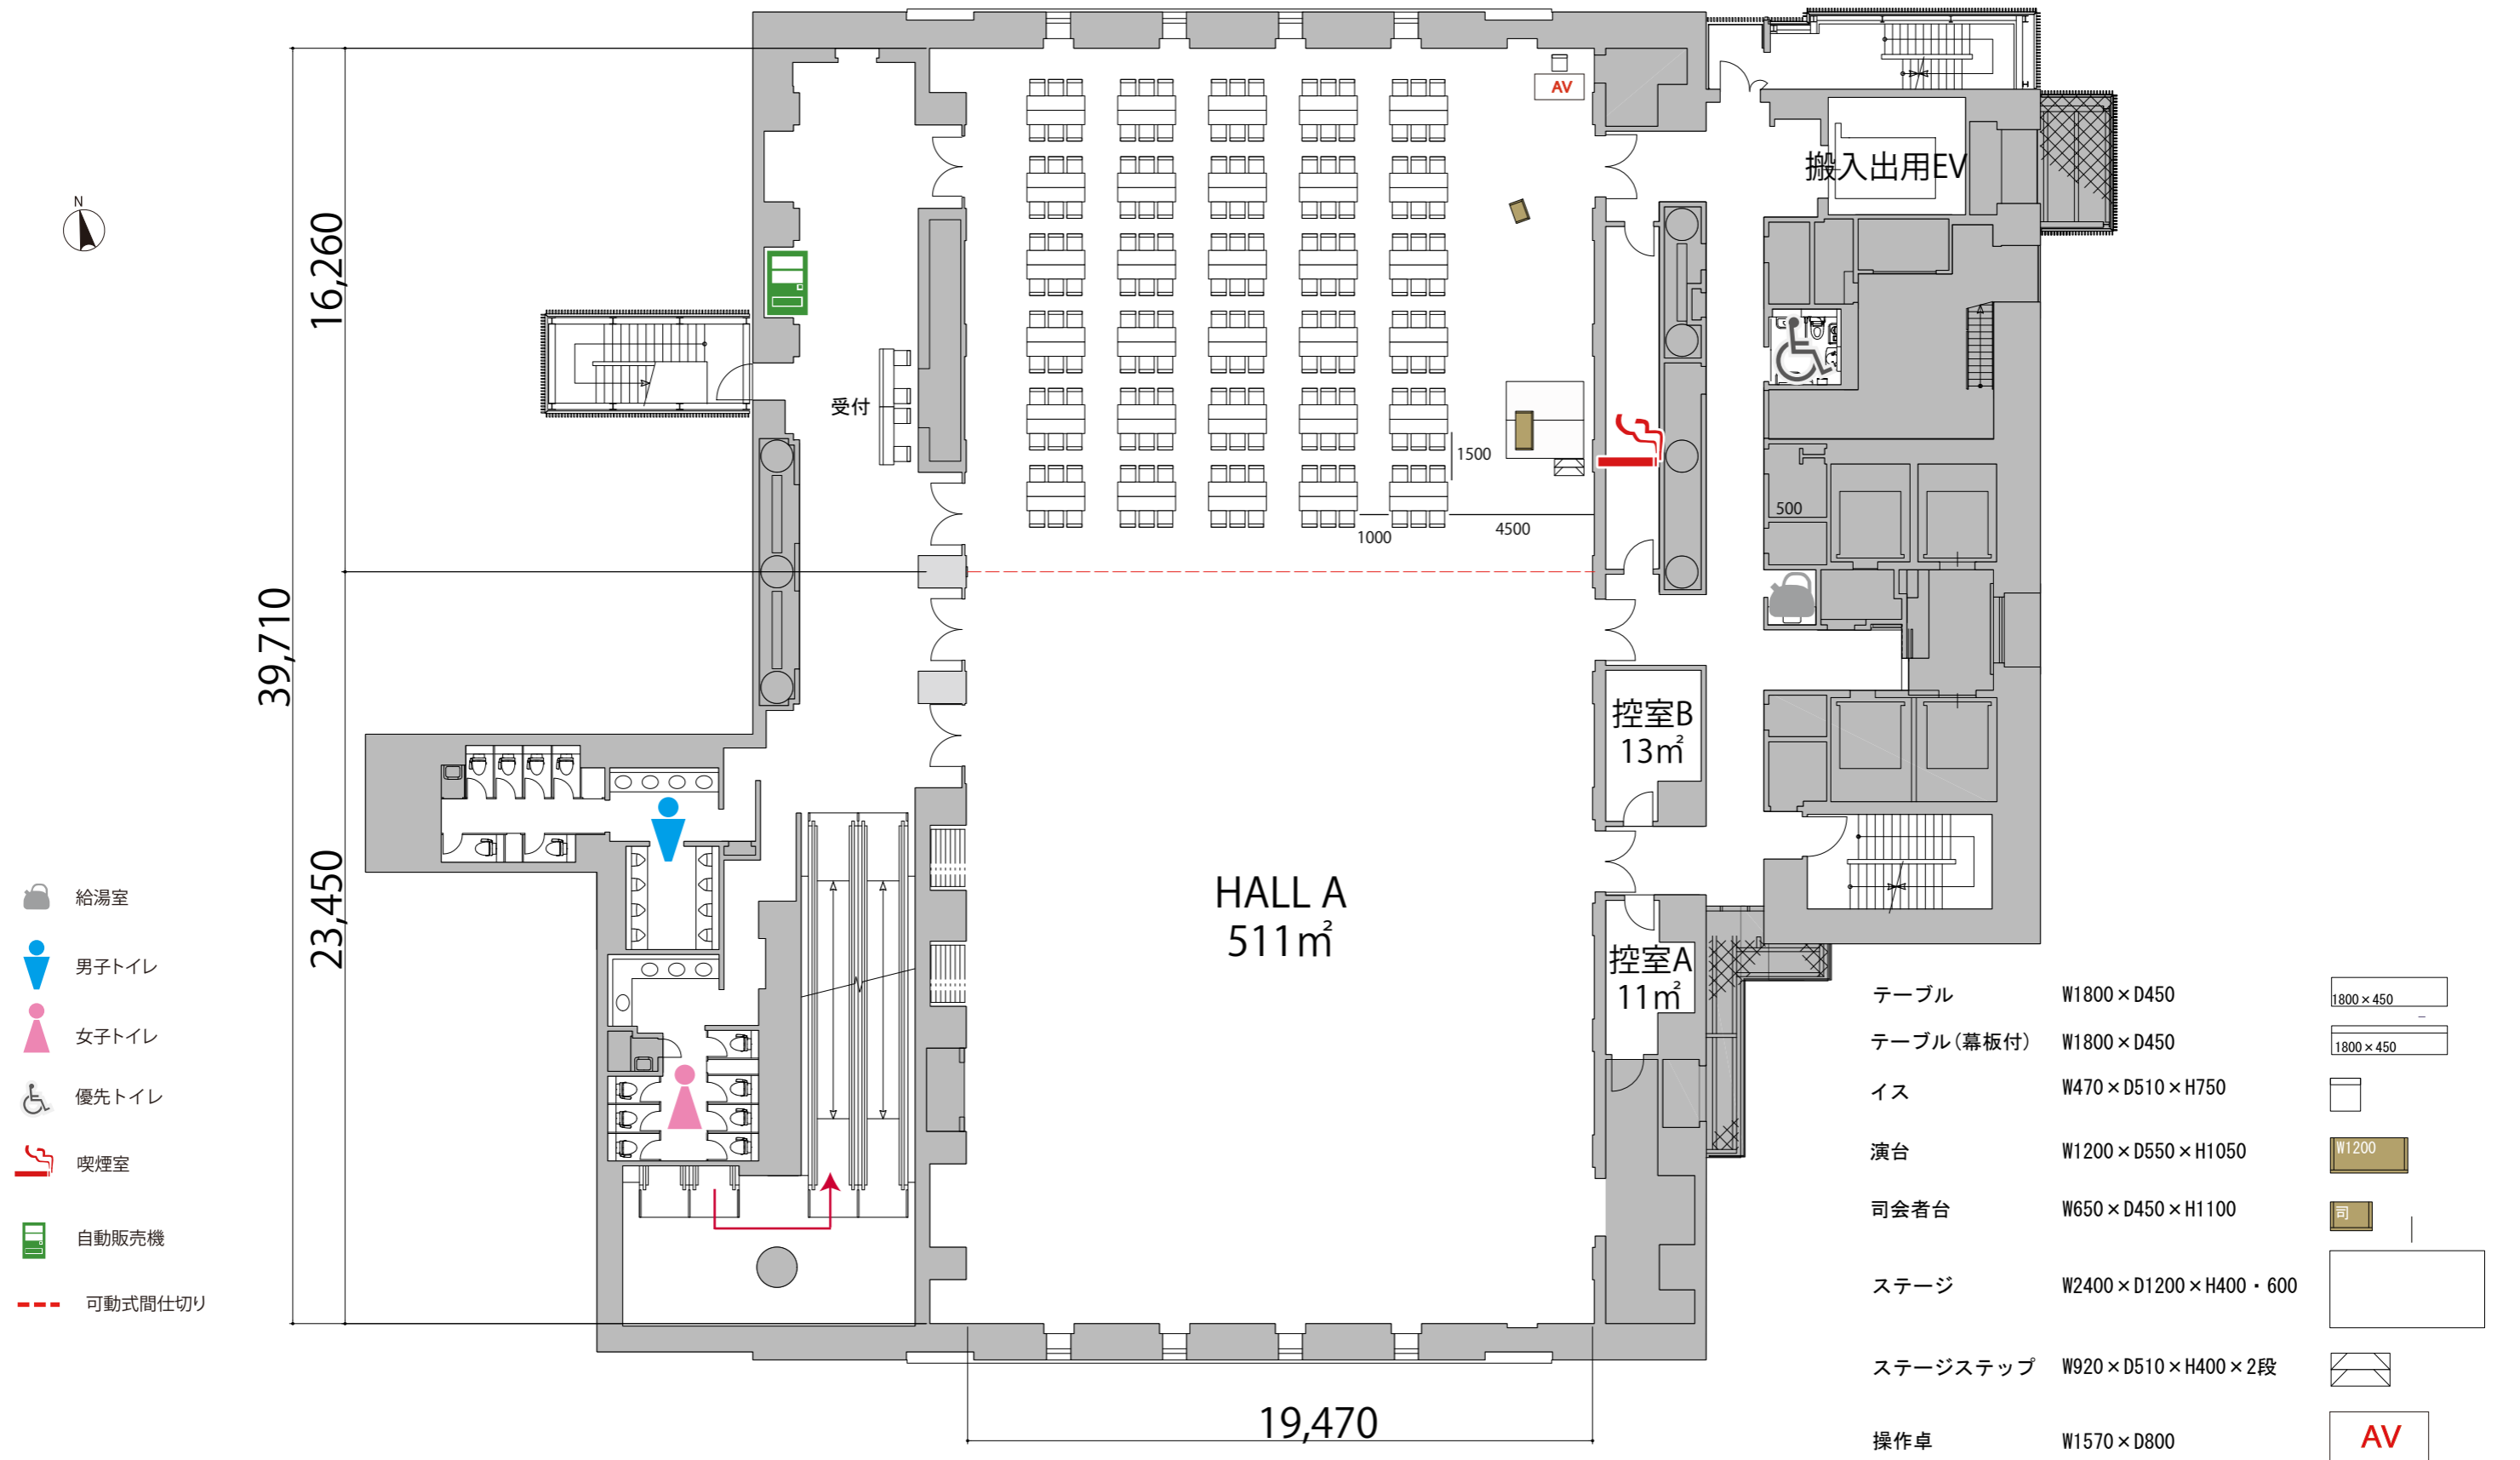 N
AV
搬入出用EV
16,260
受付
1500
500
1000
4500
39,710
控室B
13㎡
HALL A
511㎡
控室A
11㎡
23,450
19,470
給湯室
男子トイレ
女子トイレ
優先トイレ
喫煙室
自動販売機
可動式間仕切り
テーブル W1800×D450 1800×450
テーブル(幕板付) W1800×D450 1800×450
イス W470×D510×H750
演台 W1200×D550×H1050 W1200
司会者台 W650×D450×H1100 司
ステージ W2400×D1200×H400・600
ステージステップ W920×D510×H400×2段
操作卓 W1570×D800 AV